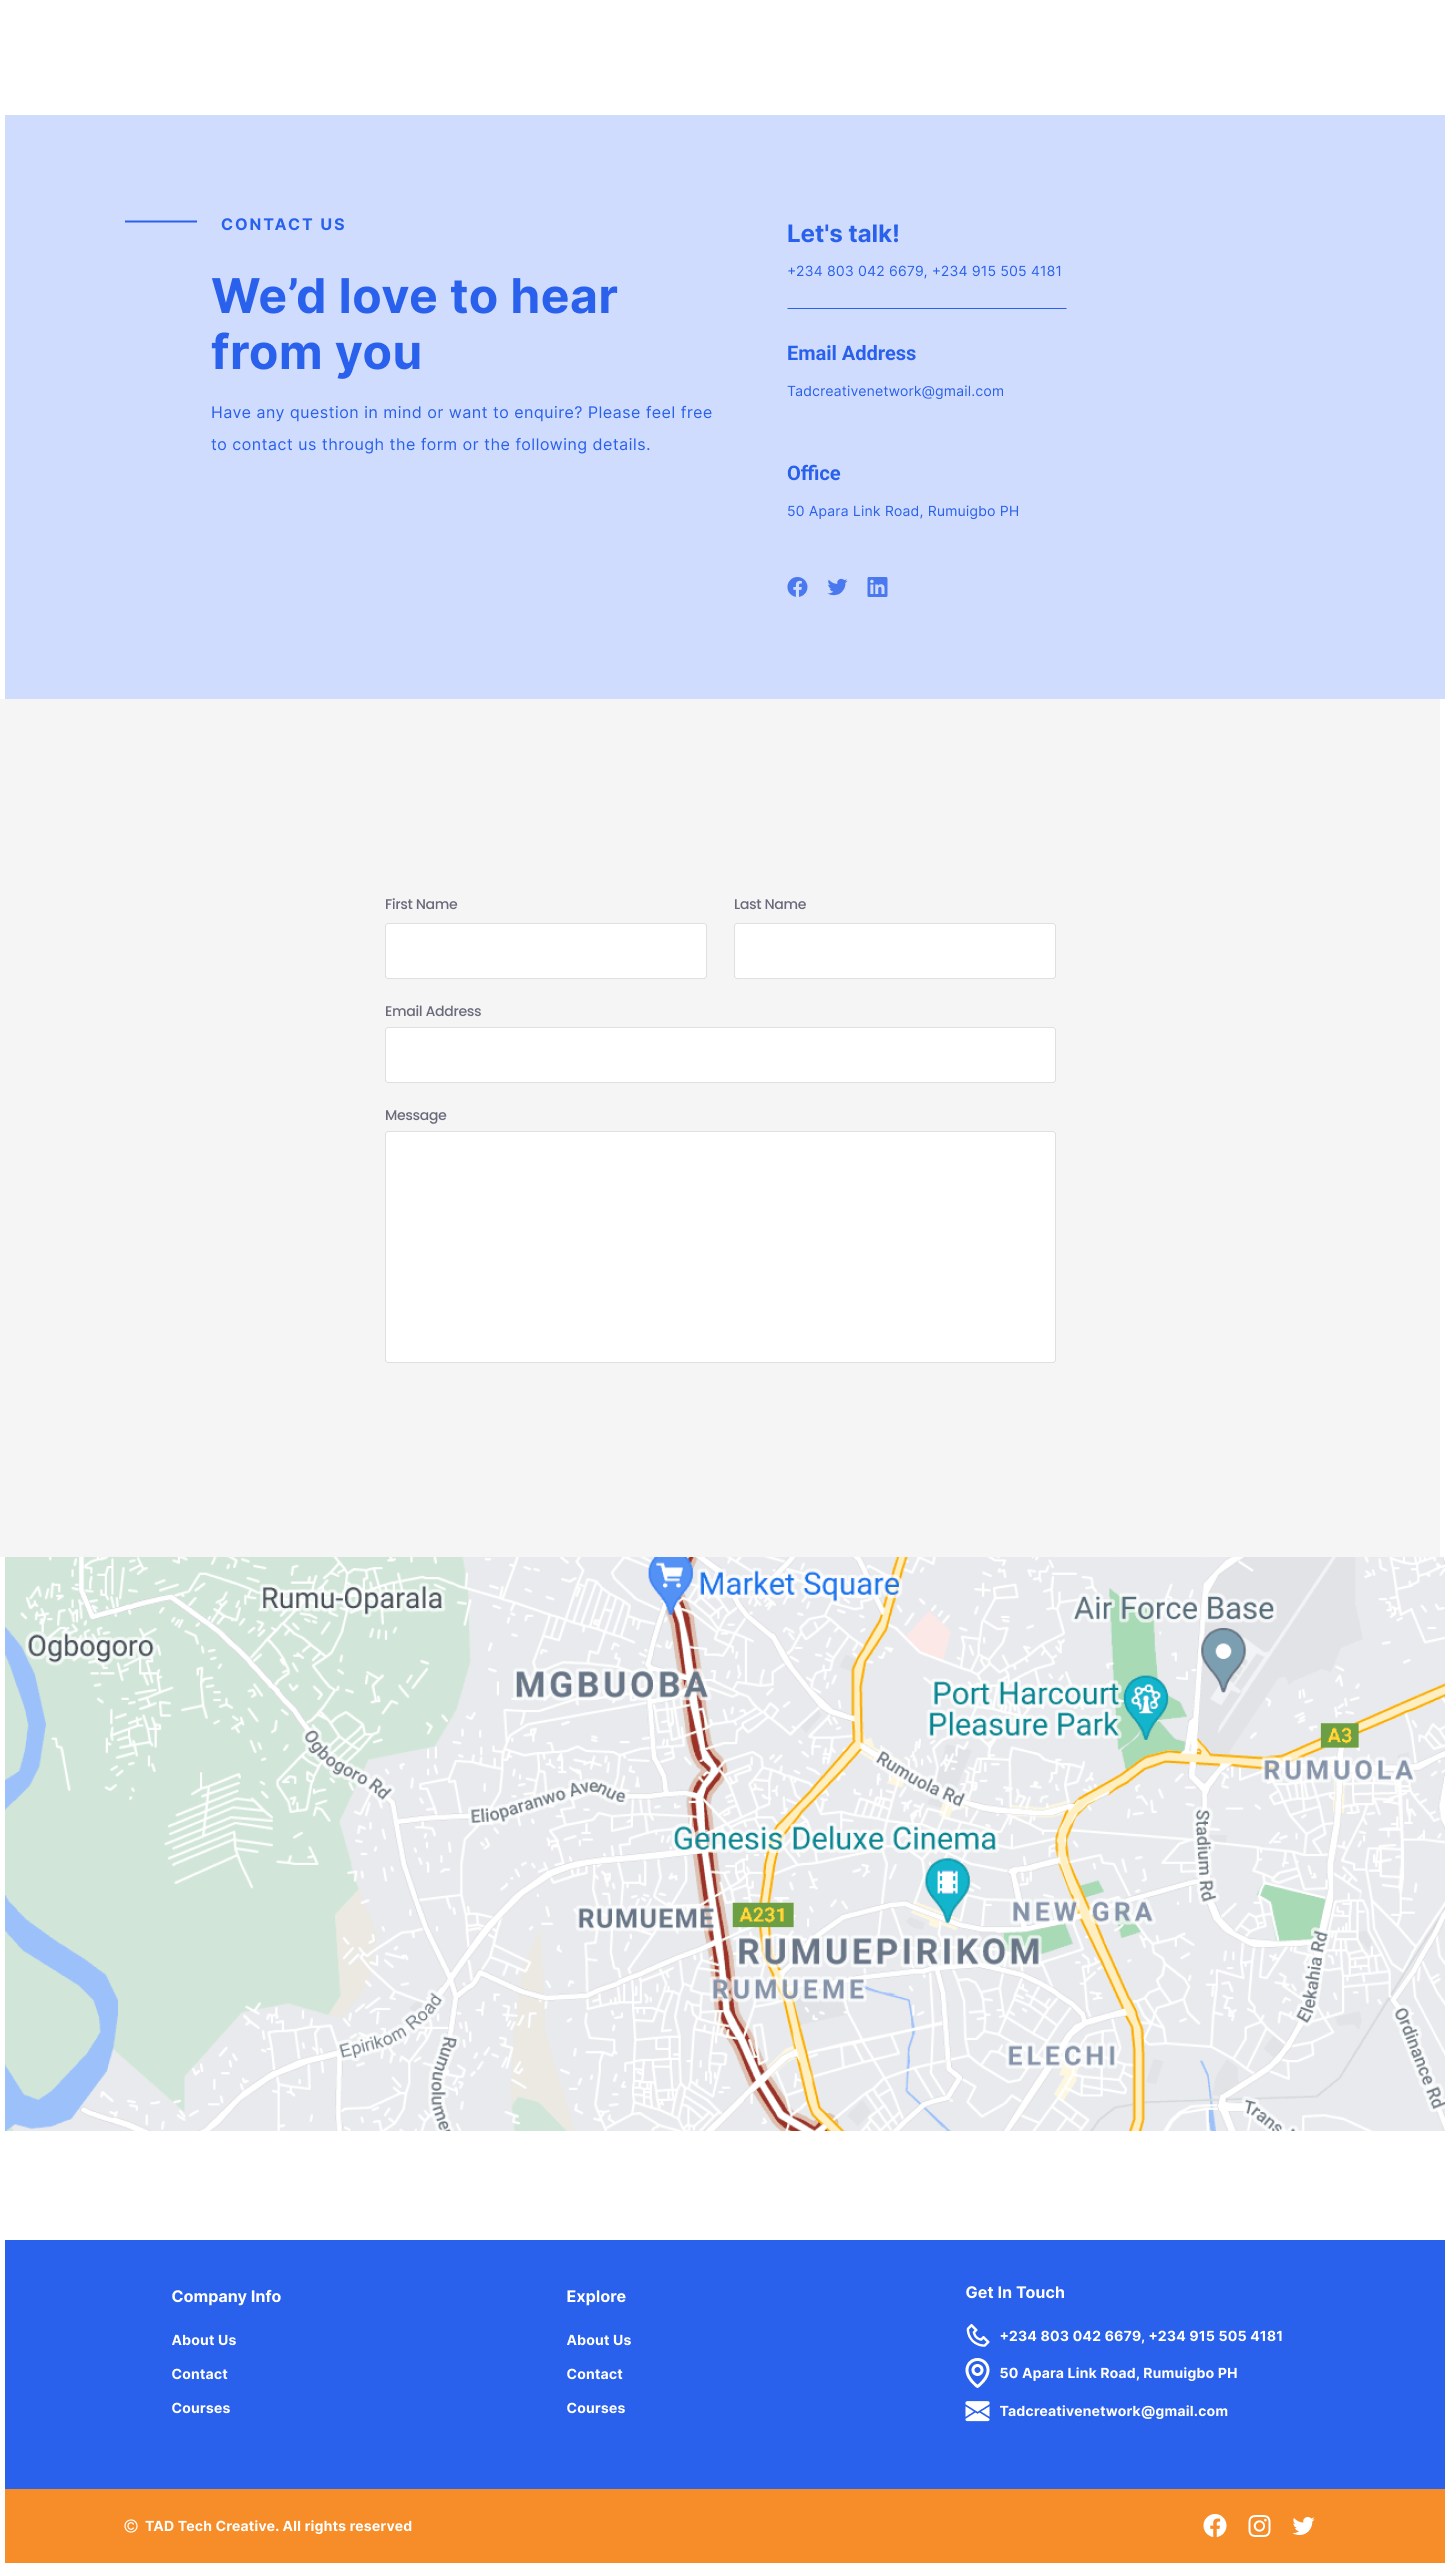 CONTACT US
We’d love to hear
from you
Have any question in mind or want to enquire? Please feel free
to contact us through the form or the following details.
Let's talk!
+234 803 042 6679, +234 915 505 4181
Email Address
Tadcreativenetwork@gmail.com
Office
50 Apara Link Road, Rumuigbo PH
First Name
Last Name
Email Address
Message
Market Square
Rumu-Oparala
Air Force Base
Ogbogoro
MGBUOBA
Port Harcourt
Pleasure Park
A3
RUMUOLA
Ogbogoro Rd
Rumuola Rd
Elioparanwo Avenue
Genesis Deluxe Cinema
Stadium Rd
RUMUEME
A231
NEW GRA
RUMUEPIRIKOM
RUMUEME
Elekahia Rd
Epirikom Road
ELECHI
Ordinance Rd
Company Info
About Us
Contact
Courses
Explore
About Us
Contact
Courses
Get In Touch
+234 803 042 6679, +234 915 505 4181
50 Apara Link Road, Rumuigbo PH
Tadcreativenetwork@gmail.com
© TAD Tech Creative. All rights reserved